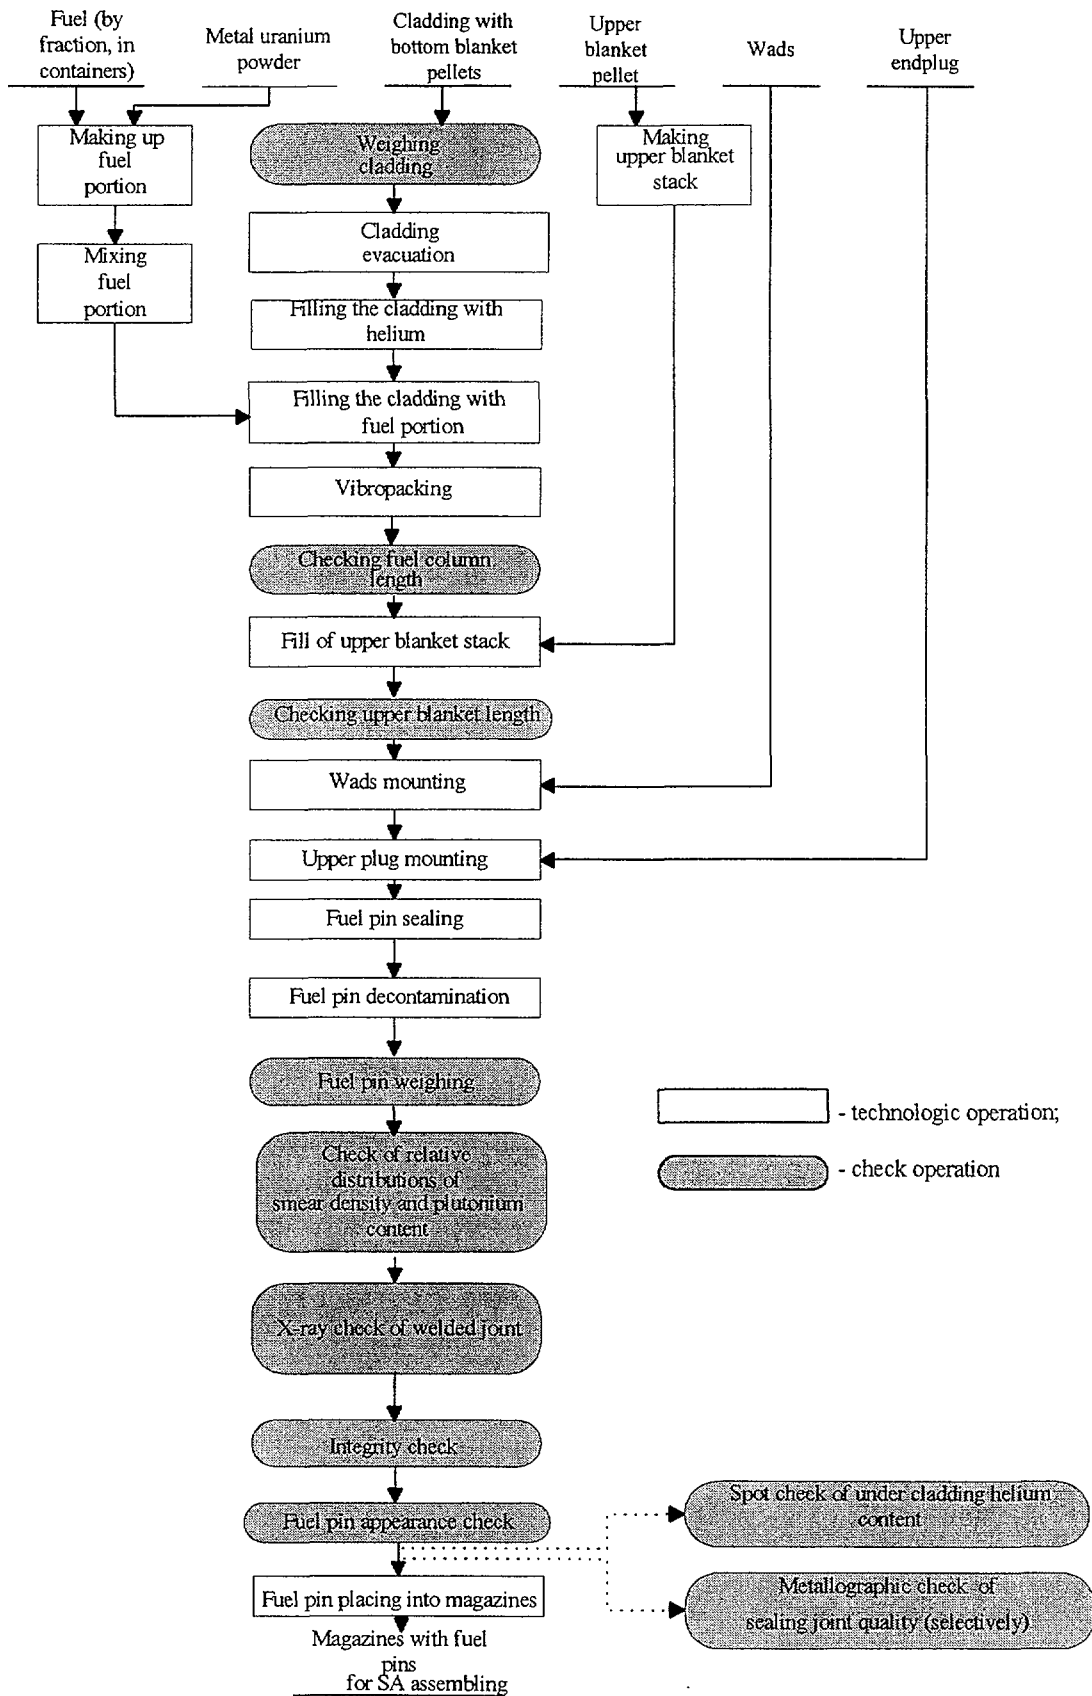 Fuel (by
fraction, in
containers)
Metal uranium
powder
Cladding with
bottom blanket
pellets
Upper
blanket
pellet
Wads
Upper
endplug
Making up
fuel
portion
Weighing
cladding
Making
upper blanket
stack
Cladding
evacuation
Mixing
fuel
portion
Filling the cladding with
helium
Filling the cladding with
fuel portion
Vibropacking
Checking fuel column
length
Fill of upper blanket stack
Checking upper blanket length
Wads mounting
Upper plug mounting
Fuel pin sealing
Fuel pin decontamination
Fuel pin weighing
- technologic operation;
Check of relative
distributions of
smear density and plutonium
content
- check operation
X-ray check of welded joint
Integrity check
Fuel pin appearance check
Spot check of under cladding helium
content
Fuel pin placing into magazines
Metallographic check of
sealing joint quality (selectively)
Magazines with fuel
pins
for SA assembling